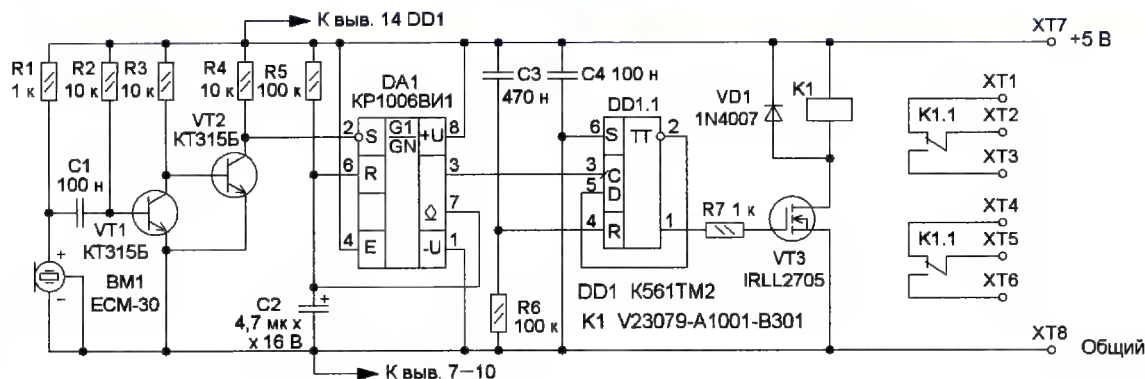 К выв. 14 DD1
XT7
+5 В
R1
1 к
R2
10 к
R3
10 к
R4
10 к
R5
100 к
VT2
КТ315Б
C1
100 н
VT1
КТ315Б
BM1
ECM-30
+
−
DA1
КР1006ВИ1
2
S
G1
GN
+U
8
6
R
3
7
4
E
-U
1
C2
4,7 мк х
х 16 В
+
C3
470 н
C4 100 н
DD1.1
6
S
TT
2
3
C
5
D
4
R
1
R6
100 к
R7 1 к
VD1
1N4007
K1
VT3
IRLL2705
DD1 К561ТМ2
K1 V23079-A1001-B301
XT1
K1.1
XT2
XT3
XT4
K1.1
XT5
XT6
XT8
Общий
К выв. 7–10